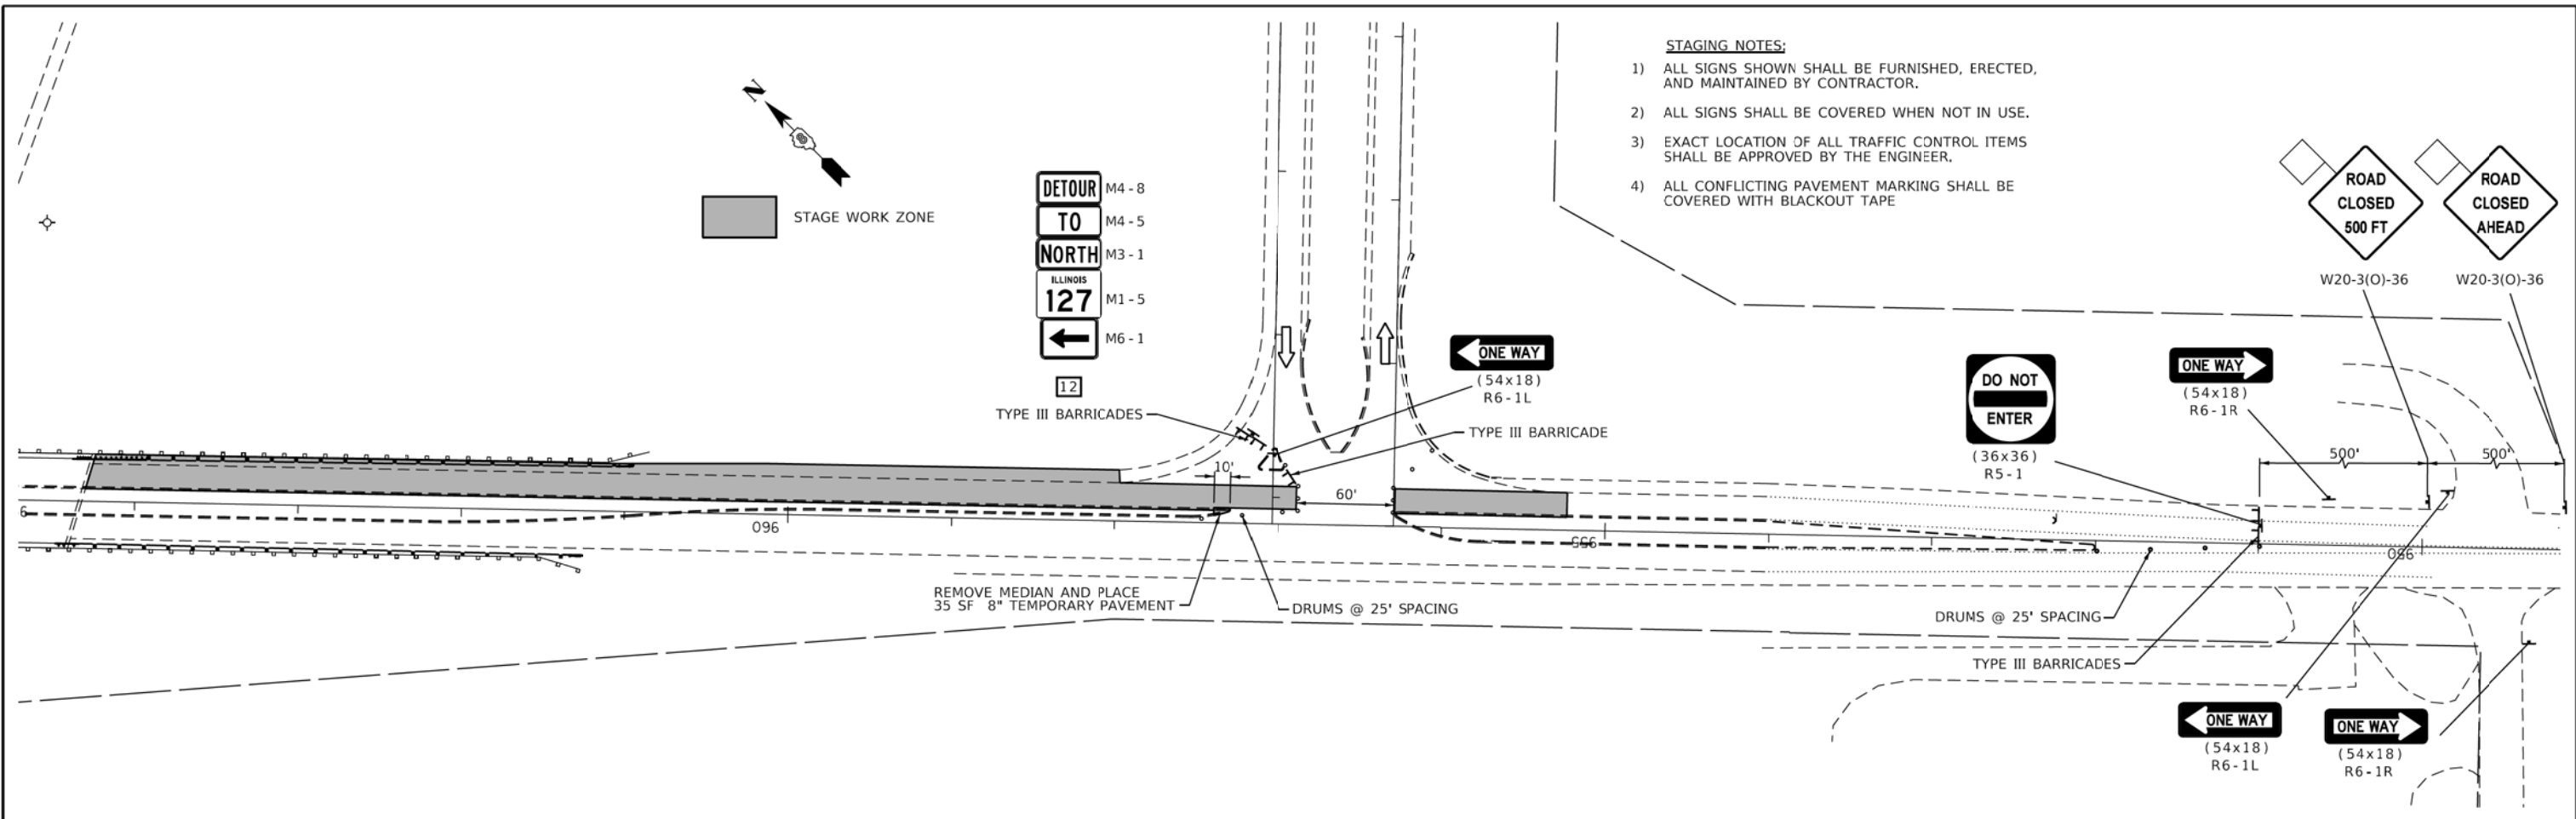 STAGING NOTES:
1) ALL SIGNS SHOWN SHALL BE FURNISHED, ERECTED,
AND MAINTAINED BY CONTRACTOR.
2) ALL SIGNS SHALL BE COVERED WHEN NOT IN USE.
3) EXACT LOCATION OF ALL TRAFFIC CONTROL ITEMS
SHALL BE APPROVED BY THE ENGINEER.
4) ALL CONFLICTING PAVEMENT MARKING SHALL BE
COVERED WITH BLACKOUT TAPE
N
STAGE WORK ZONE
DETOUR M4-8
TO M4-5
NORTH M3-1
ILLINOIS
127 M1-5
M6-1
12
TYPE III BARRICADES
ONE WAY
(54x18)
R6-1L
TYPE III BARRICADE
10'
60'
ROAD
CLOSED
500 FT
W20-3(O)-36
ROAD
CLOSED
AHEAD
W20-3(O)-36
DO NOT
ENTER
(36x36)
R5-1
ONE WAY
(54x18)
R6-1R
500'
500'
6
960
955
950
REMOVE MEDIAN AND PLACE
35 SF 8" TEMPORARY PAVEMENT
DRUMS @ 25' SPACING
DRUMS @ 25' SPACING
TYPE III BARRICADES
ONE WAY
(54x18)
R6-1L
ONE WAY
(54x18)
R6-1R